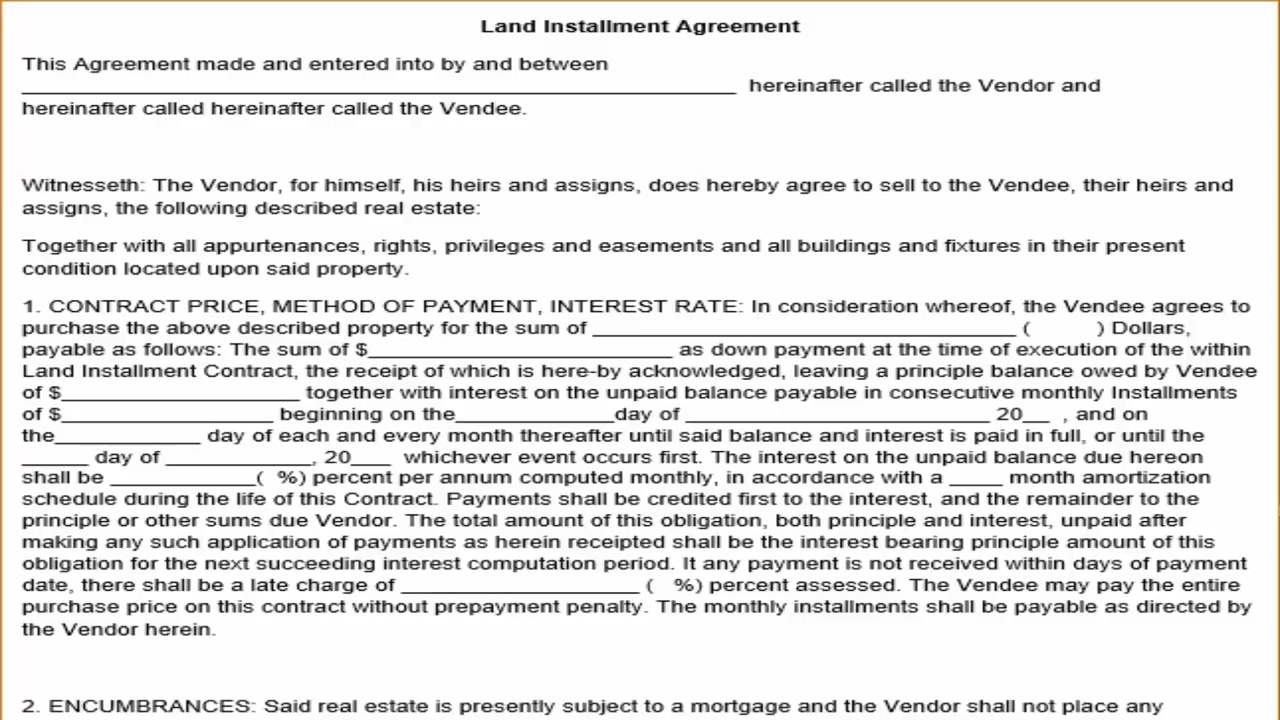 Land Installment Agreement
This Agreement made and entered into by and between
______________________________ hereinafter called the Vendor and
hereinafter called hereinafter called the Vendee.
Witnesseth: The Vendor, for himself, his heirs and assigns, does hereby agree to sell to the Vendee, their heirs and
assigns, the following described real estate:
Together with all appurtenances, rights, privileges and easements and all buildings and fixtures in their present
condition located upon said property.
1. CONTRACT PRICE, METHOD OF PAYMENT, INTEREST RATE: In consideration whereof, the Vendee agrees to
purchase the above described property for the sum of ____________________ ( ) Dollars,
payable as follows: The sum of $____________________ as down payment at the time of execution of the within
Land Installment Contract, the receipt of which is here-by acknowledged, leaving a principle balance owed by Vendee
of $____________________ together with interest on the unpaid balance payable in consecutive monthly Installments
of $__________________ beginning on the____________day of ____________________ 20__ , and on
the____________ day of each and every month thereafter until said balance and interest is paid in full, or until the
_____ day of ____________, 20___ whichever event occurs first. The interest on the unpaid balance due hereon
shall be ____________( %) percent per annum computed monthly, in accordance with a ____ month amortization
schedule during the life of this Contract. Payments shall be credited first to the interest, and the remainder to the
principle or other sums due Vendor. The total amount of this obligation, both principle and interest, unpaid after
making any such application of payments as herein receipted shall be the interest bearing principle amount of this
obligation for the next succeeding interest computation period. It any payment is not received within days of payment
date, there shall be a late charge of ____________________ ( %) percent assessed. The Vendee may pay the entire
purchase price on this contract without prepayment penalty. The monthly installments shall be payable as directed by
the Vendor herein.
2. ENCUMBRANCES: Said real estate is presently subject to a mortgage and the Vendor shall not place any